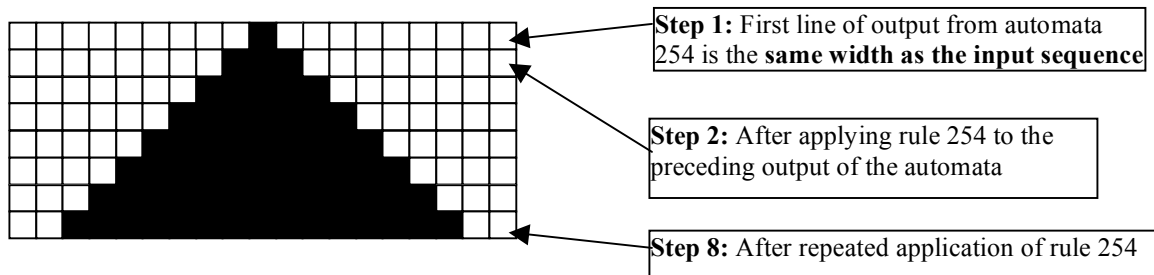 Step 1: First line of output from automata
254 is the same width as the input sequence
Step 2: After applying rule 254 to the
preceding output of the automata
Step 8: After repeated application of rule 254